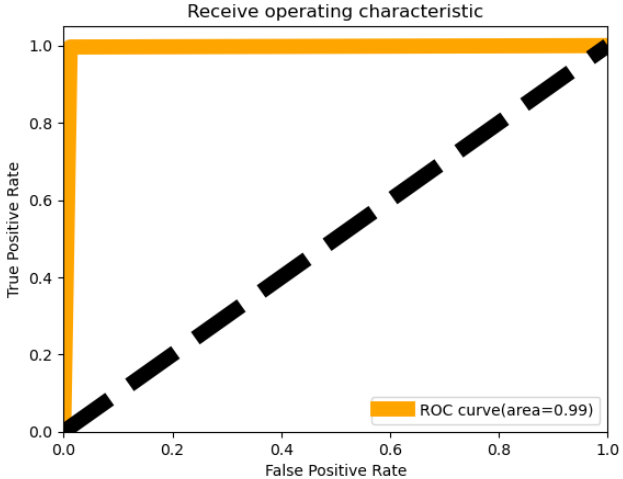 Receive operating characteristic
True Positive Rate
1.0
0.8
0.6
0.4
0.2
0.0
0.0 0.2 0.4 0.6 0.8 1.0
False Positive Rate
ROC curve(area=0.99)